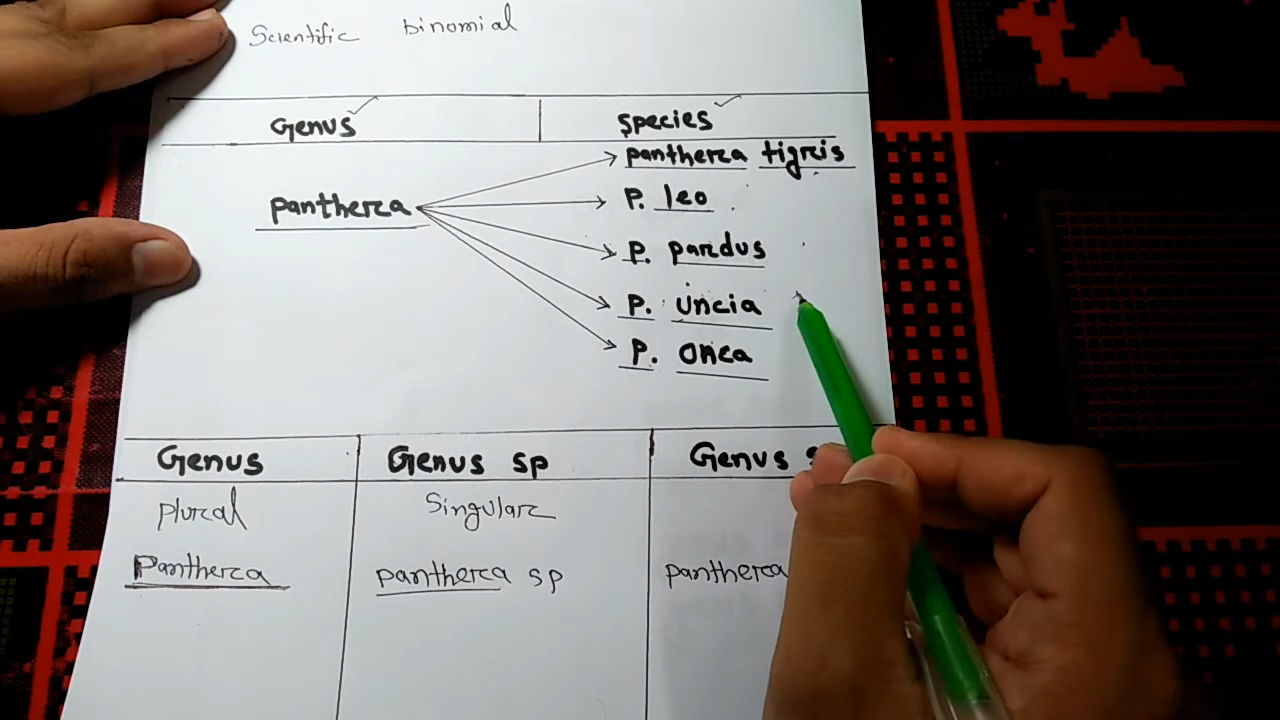 Scientific binomial
Genus Species
Panthera
panthera tigris
P. leo
P. pardus
P. uncia
P. onca
Genus Genus sp Genus
Plural Singular
Panthera panthera sp panthera